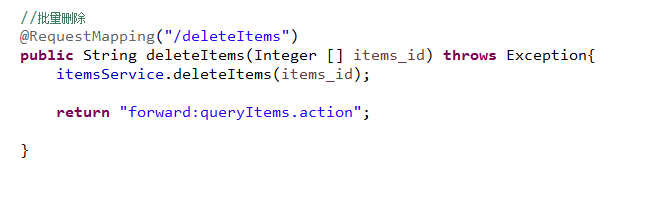 //批量删除
@RequestMapping("/deleteItems")
public String deleteItems(Integer [] items_id) throws Exception{
itemsService.deleteItems(items_id);
return "forward:queryItems.action";
}